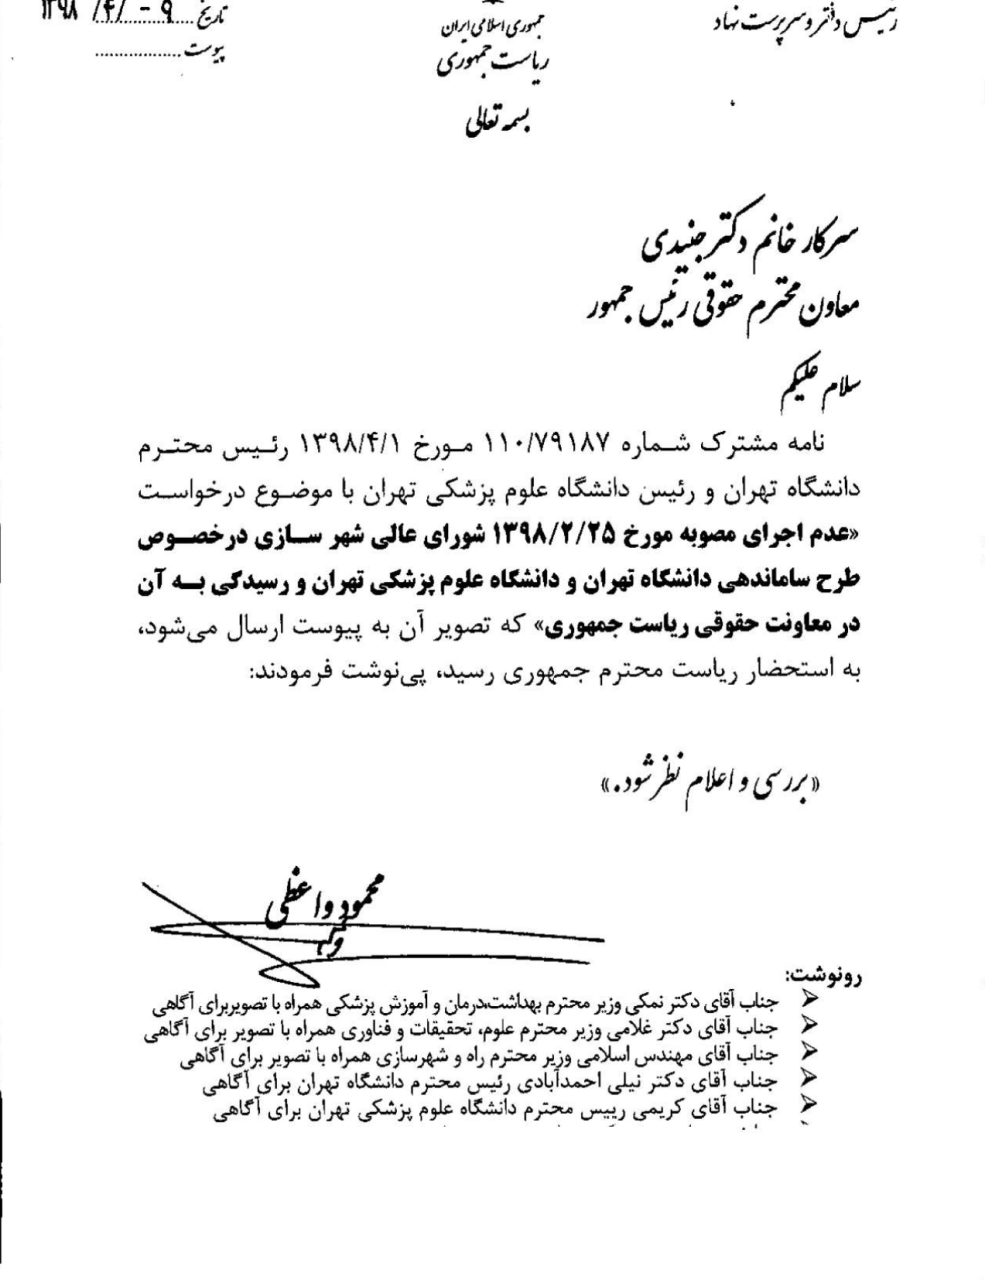 رئیس دفتر و سرپرست نهاد
جمهوری اسلامی ایران
ریاست جمهوری
تاریخ ۱۳۹۸/۴/۰۹
پیوست
بسمه تعالی
سرکار خانم دکتر جنیدی
معاون محترم حقوقی رئیس جمهور
سلام علیکم
نامه مشترک شماره ۱۱۰/۷۹۱۸۷ مورخ ۱۳۹۸/۴/۱ رئیس محترم
دانشگاه تهران و رئیس دانشگاه علوم پزشکی تهران با موضوع درخواست
«عدم اجرای مصوبه مورخ ۱۳۹۸/۲/۲۵ شورای عالی شهر سازی درخصوص
طرح ساماندهی دانشگاه تهران و دانشگاه علوم پزشکی تهران و رسیدگی به آن
در معاونت حقوقی ریاست جمهوری» که تصویر آن به پیوست ارسال می‌شود،
به استحضار ریاست محترم جمهوری رسید، پی‌نوشت فرمودند:
«بررسی و اعلام نظر شود.»
محمود واعظی
رونوشت:
جناب آقای دکتر نمکی وزیر محترم بهداشت،درمان و آموزش پزشکی همراه با تصویربرای آگاهی
جناب آقای دکتر غلامی وزیر محترم علوم، تحقیقات و فناوری همراه با تصویر برای آگاهی
جناب آقای مهندس اسلامی وزیر محترم راه و شهرسازی همراه با تصویر برای آگاهی
جناب آقای دکتر نیلی احمدآبادی رئیس محترم دانشگاه تهران برای آگاهی
جناب آقای کریمی رییس محترم دانشگاه علوم پزشکی تهران برای آگاهی